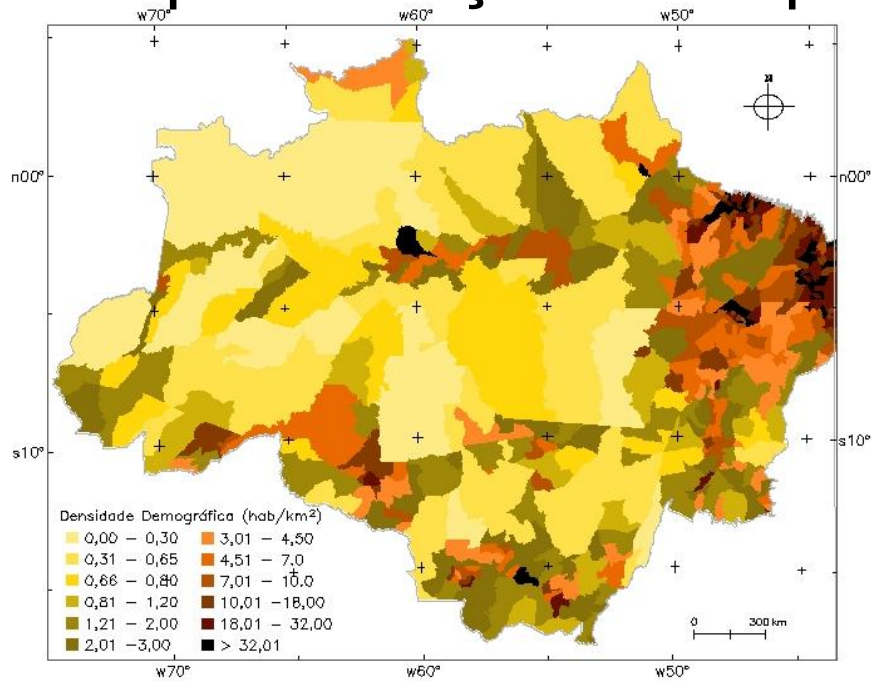 w70° w60° w50°
n00° n00°
s10° s10°
Densidade Demográfica (hab/km²)
0,00 – 0,30
0,31 – 0,65
0,66 – 0,80
0,81 – 1,20
1,21 – 2,00
2,01 –3,00
3,01 – 4,50
4,51 – 7.0
7,01 – 10.0
10,01 –18,00
18,01 – 32,00
> 32,01
0 300 km
w70° w60° w50°